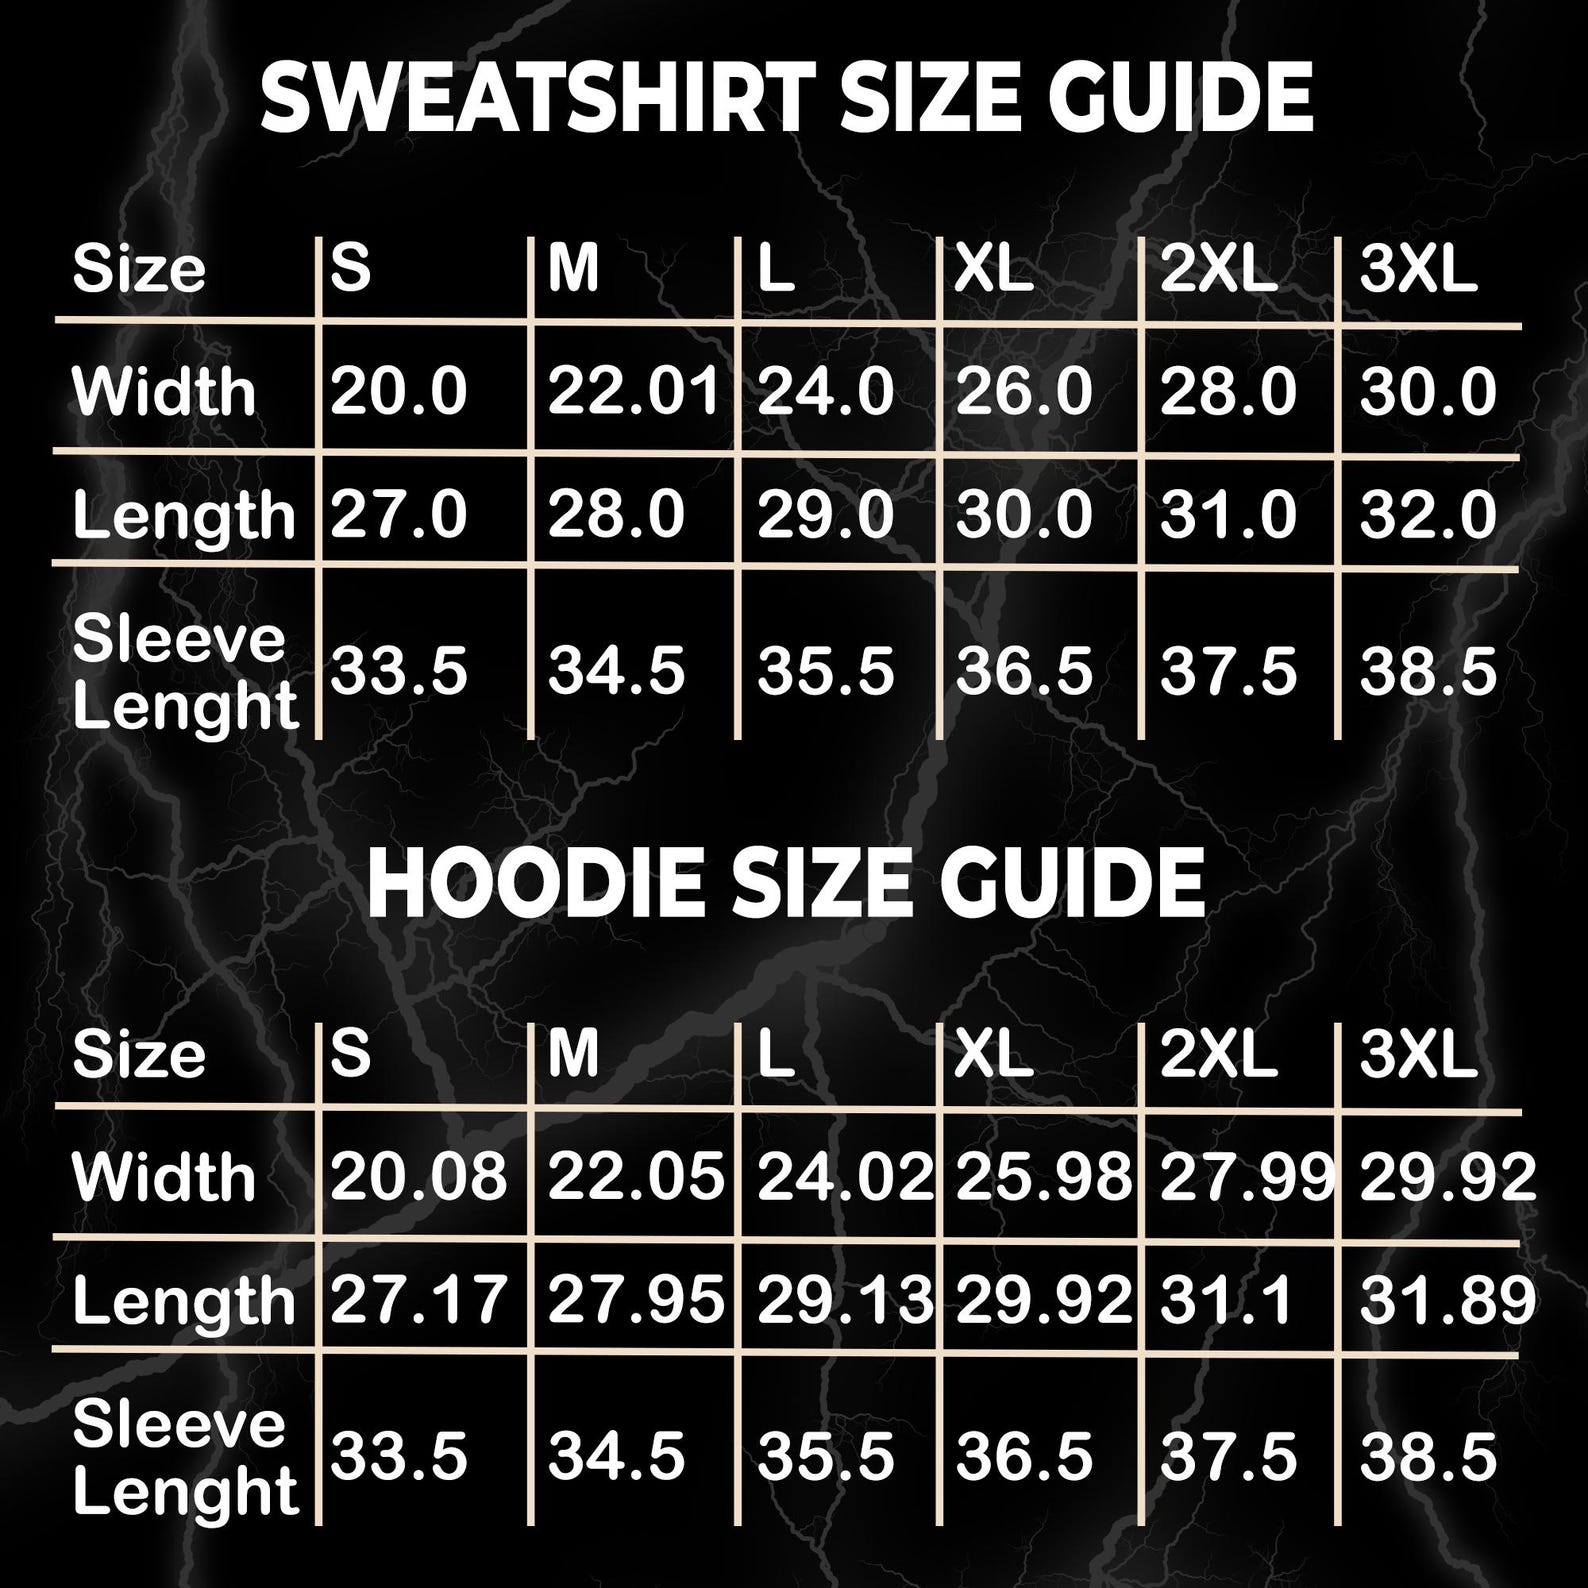 SWEATSHIRT SIZE GUIDE
Size S M L XL 2XL 3XL
Width 20.0 22.01 24.0 26.0 28.0 30.0
Length 27.0 28.0 29.0 30.0 31.0 32.0
Sleeve
Lenght 33.5 34.5 35.5 36.5 37.5 38.5
HOODIE SIZE GUIDE
Size S M L XL 2XL 3XL
Width 20.08 22.05 24.02 25.98 27.99 29.92
Length 27.17 27.95 29.13 29.92 31.1 31.89
Sleeve
Lenght 33.5 34.5 35.5 36.5 37.5 38.5